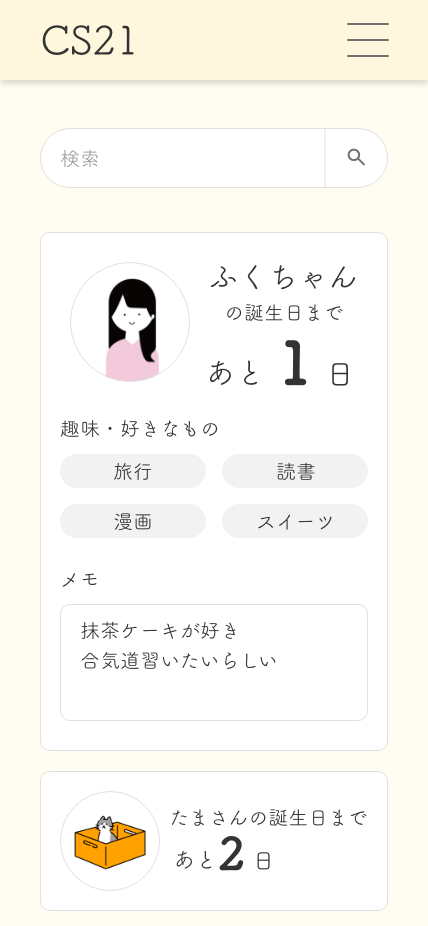 CS21
検索
ふくちゃん
の誕生日まで
あと 1 日
趣味・好きなもの
旅行 読書
漫画 スイーツ
メモ
抹茶ケーキが好き
合気道習いたいらしい
たまさんの誕生日まで
あと2 日